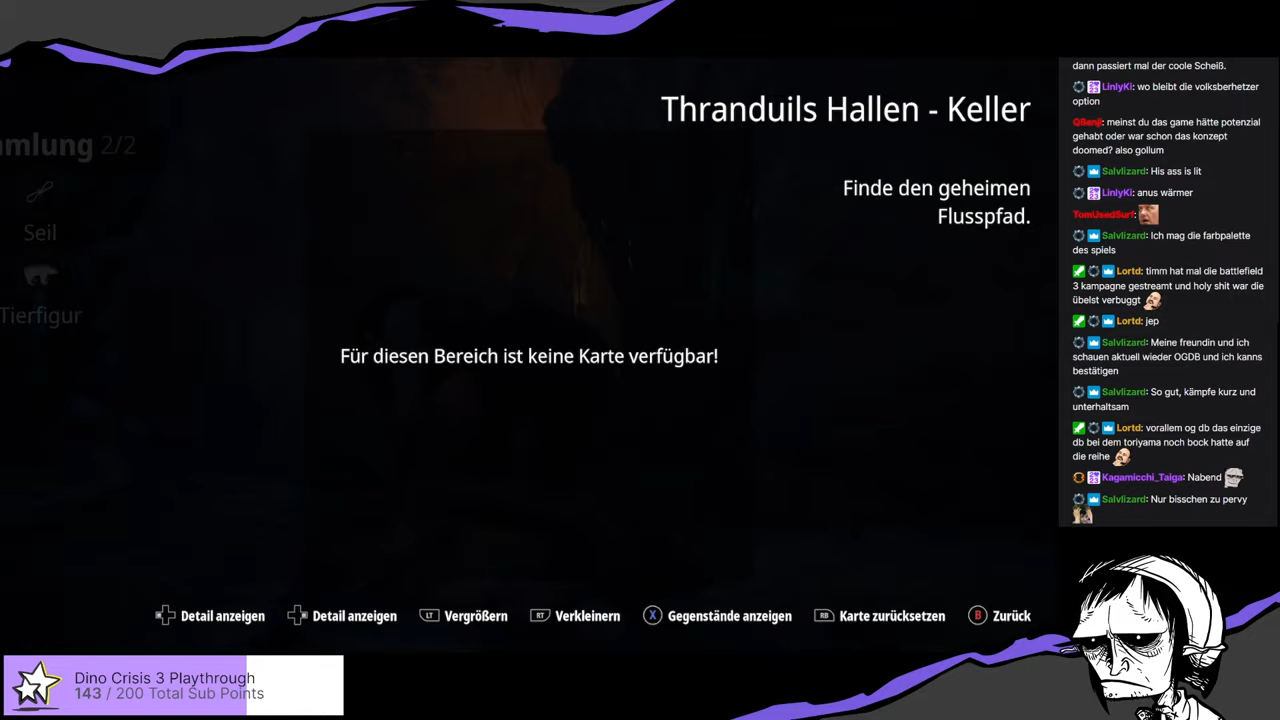 Thranduils Hallen - Keller
mlung 2/2
Seil
Tierfigur
Finde den geheimen
Flusspfad.
Für diesen Bereich ist keine Karte verfügbar!
Detail anzeigen
Detail anzeigen
LT Vergrößern
RT Verkleinern
X Gegenstände anzeigen
RB Karte zurücksetzen
B Zurück
Dino Crisis 3 Playthrough
143 / 200 Total Sub Points
dann passiert mal der coole Scheiß.
LinlyKi: wo bleibt die volksberhetzer
option
QBenji: meinst du das game hätte potenzial
gehabt oder war schon das konzept
doomed? also gollum
Salvlizard: His ass is lit
LinlyKi: anus wärmer
TomUsedSurf:
Salvlizard: Ich mag die farbpalette
des spiels
Lortd: timm hat mal die battlefield
3 kampagne gestreamt und holy shit war die
übelst verbuggt
Lortd: jep
Salvlizard: Meine freundin und ich
schauen aktuell wieder OGDB und ich kanns
bestätigen
Salvlizard: So gut, kämpfe kurz und
unterhaltsam
Lortd: vorallem og db das einzige
db bei dem toriyama noch bock hatte auf
die reihe
Kagamicchi_Taiga: Nabend
Salvlizard: Nur bisschen zu pervy